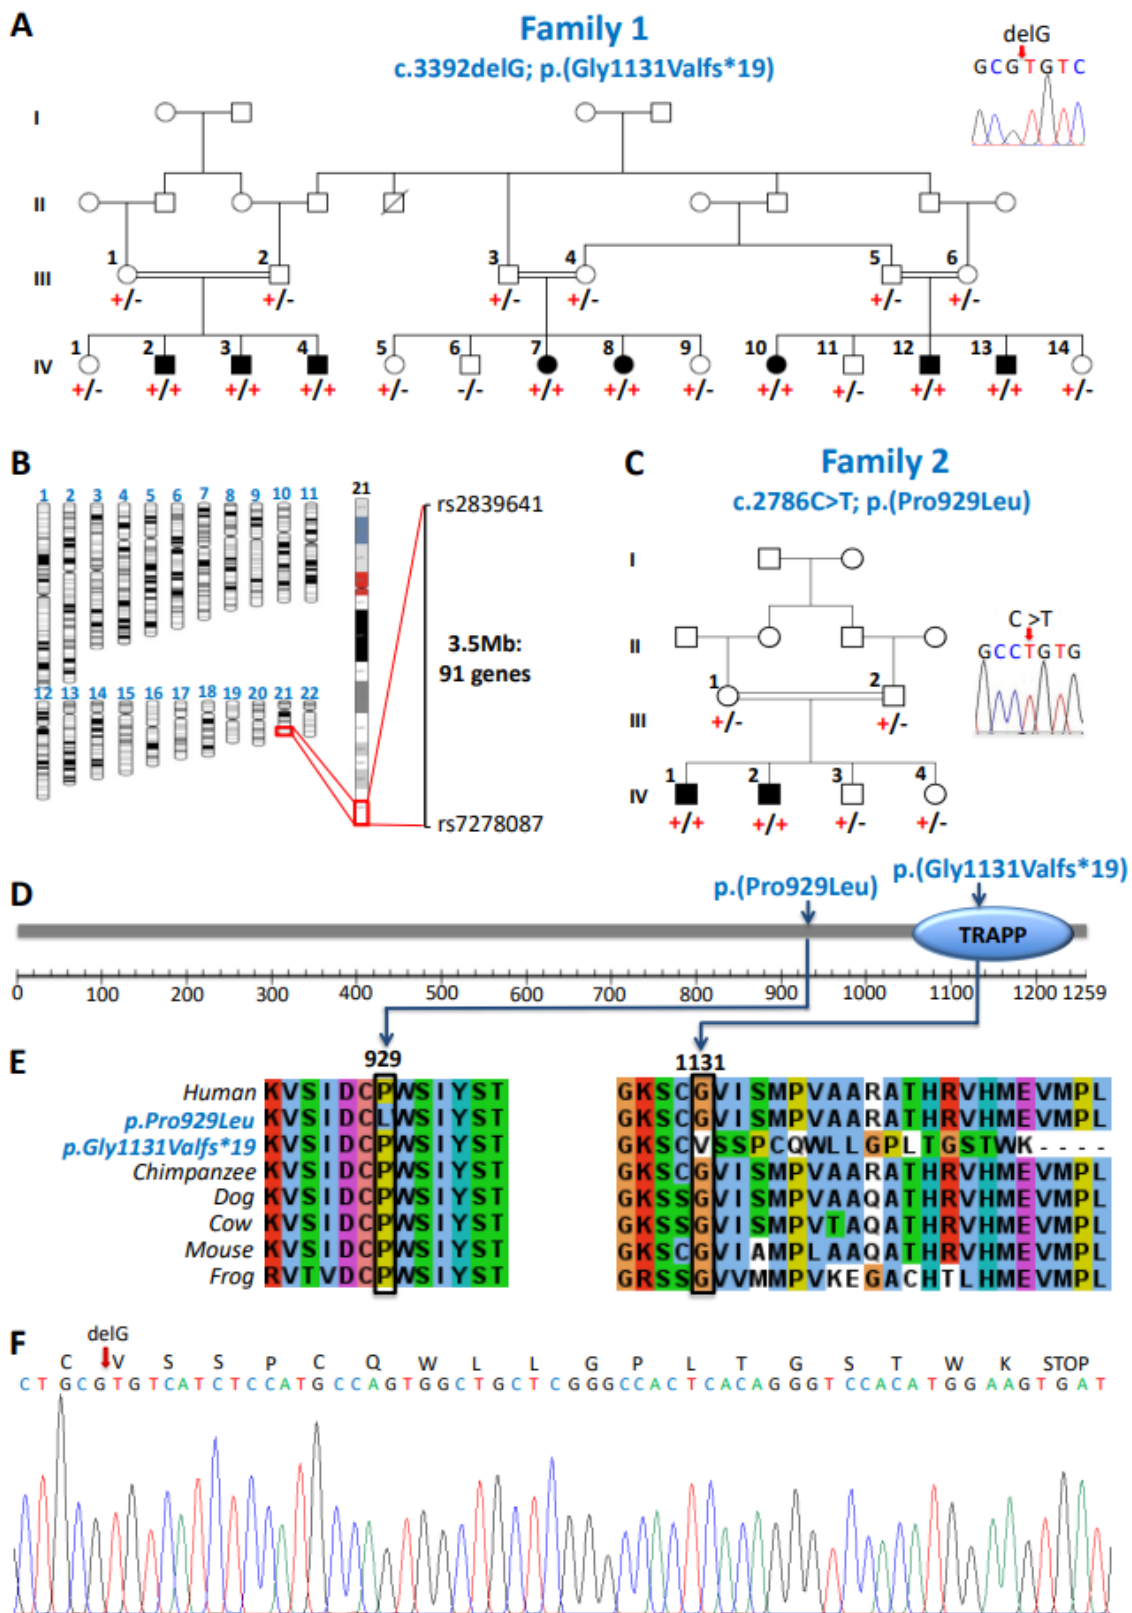 A
Family 1
c.3392delG; p.(Gly1131Valfs*19)
delG
G C G T G T C
I
II
1 2 3 4 5 6
III
+/- +/- +/- +/- +/- +/-
1 2 3 4 5 6 7 8 9 10 11 12 13 14
IV
+/- +/+ +/+ +/+ +/- -/- +/+ +/+ +/- +/+ +/- +/+ +/+ +/-
B
1 2 3 4 5 6 7 8 9 10 11
12 13 14 15 16 17 18 19 20 21 22
21
rs2839641
3.5Mb:
91 genes
rs7278087
C
Family 2
c.2786C>T; p.(Pro929Leu)
C >T
G C C T G T G
I
II
1 2
III
+/- +/-
1 2 3 4
IV
+/+ +/+ +/- +/-
D
p.(Pro929Leu)
p.(Gly1131Valfs*19)
TRAPP
0 100 200 300 400 500 600 700 800 900 1000 1100 1200 1259
E
929 1131
Human KVSIDCPWSIYST GKSCGVISMPVAARATHRVHMEVMPL
p.Pro929Leu KVSIDCLWSIYST GKSCGVISMPVAARATHRVHMEVMPL
p.Gly1131Valfs*19 KVSIDCPWSIYST GKSCVSSPCQWLLGPLTGSTWK----
Chimpanzee KVSIDCPWSIYST GKSCGVISMPVAARATHRVHMEVMPL
Dog KVSIDCPWSIYST GKSSGVISMPVAAQATHRVHMEVMPL
Cow KVSIDCPWSIYST GKSSGVISMPVTAQATHRVHMEVMPL
Mouse KVSIDCPWSIYST GKSCGVIAMPLAAQATHRVHMEVMPL
Frog RVTVDCPWSIYST GRSSGVVMMPVKEGACHTLHMEVMPL
F
delG
C V S S P C Q W L L G P L T G S T W K STOP
C T G C G T G T C A T C T C C A T G C C A G T G G C T G C T C G G G C C A C T C A C A G G G T C C A C A T G G A A G T G A T